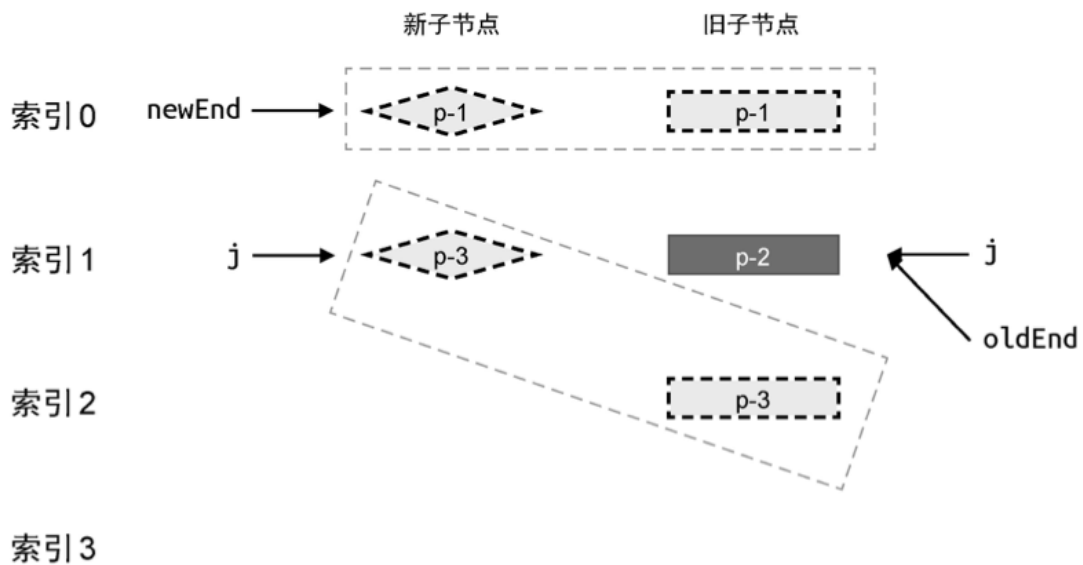 新子节点 旧子节点
索引0 newEnd p-1 p-1
索引1 j p-3 p-2 j
oldEnd
索引2 p-3
索引3